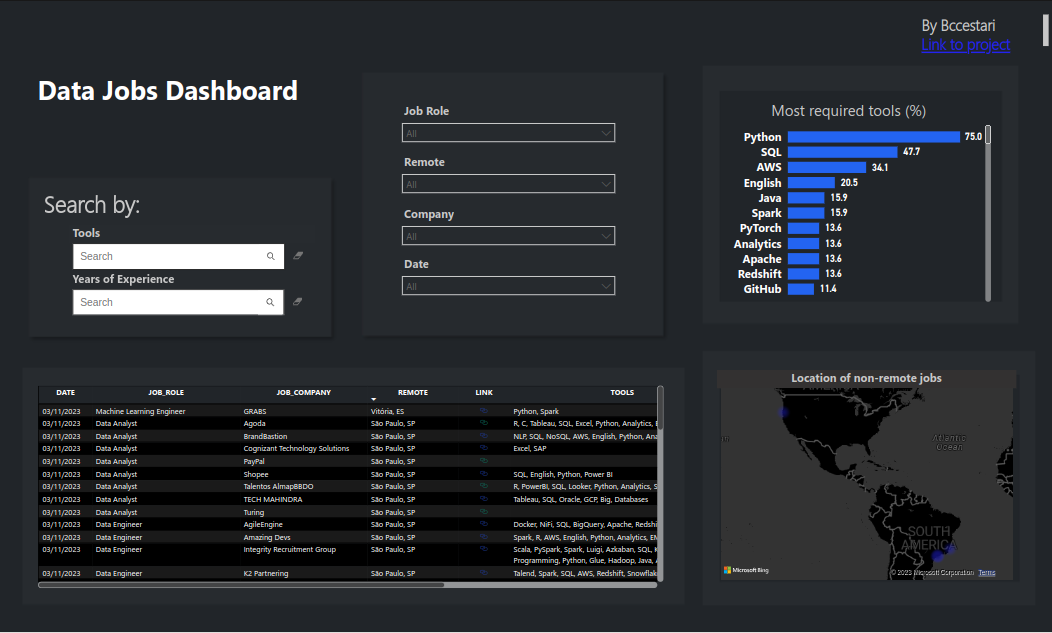 By Bccestari
Link to project
Data Jobs Dashboard
Search by:
Tools
Search
Years of Experience
Search
Job Role
All
Remote
All
Company
All
Date
All
Most required tools (%)
Python 75.0
SQL 47.7
AWS 34.1
English 20.5
Java 15.9
Spark 15.9
PyTorch 13.6
Analytics 13.6
Apache 13.6
Redshift 13.6
GitHub 11.4
DATE JOB_ROLE JOB_COMPANY REMOTE LINK TOOLS
03/11/2023 Machine Learning Engineer GRABS Vitória, ES Python, Spark
03/11/2023 Data Analyst Agoda São Paulo, SP R, C, Tableau, SQL, Excel, Python, Analytics,
03/11/2023 Data Analyst BrandBastion São Paulo, SP NLP, SQL, NoSQL, AWS, English, Python, Ana
03/11/2023 Data Analyst Cognizant Technology Solutions São Paulo, SP Excel, SAP
03/11/2023 Data Analyst PayPal São Paulo, SP
03/11/2023 Data Analyst Shopee São Paulo, SP SQL, English, Python, Power BI
03/11/2023 Data Analyst Talentos AlmapBBDO São Paulo, SP R, PowerBI, SQL, Looker, Python, Analytics, S
03/11/2023 Data Analyst TECH MAHINDRA São Paulo, SP Tableau, SQL, Oracle, GCP, Big, Databases
03/11/2023 Data Analyst Turing São Paulo, SP
03/11/2023 Data Engineer AgileEngine São Paulo, SP Docker, NiFi, SQL, BigQuery, Apache, Redshi
03/11/2023 Data Engineer Amazing Devs São Paulo, SP Spark, R, AWS, English, Python, Analytics, EM
03/11/2023 Data Engineer Integrity Recruitment Group São Paulo, SP Scala, PySpark, Spark, Luigi, Azkaban, SQL,
Programming, Python, Glue, Hadoop, Java,
03/11/2023 Data Engineer K2 Partnering São Paulo, SP Talend, Spark, SQL, AWS, Redshift, Snowflak
Location of non-remote jobs
Atlantic
Ocean
SOUTH
AMERICA
Microsoft Bing
© 2023 Microsoft Corporation Terms